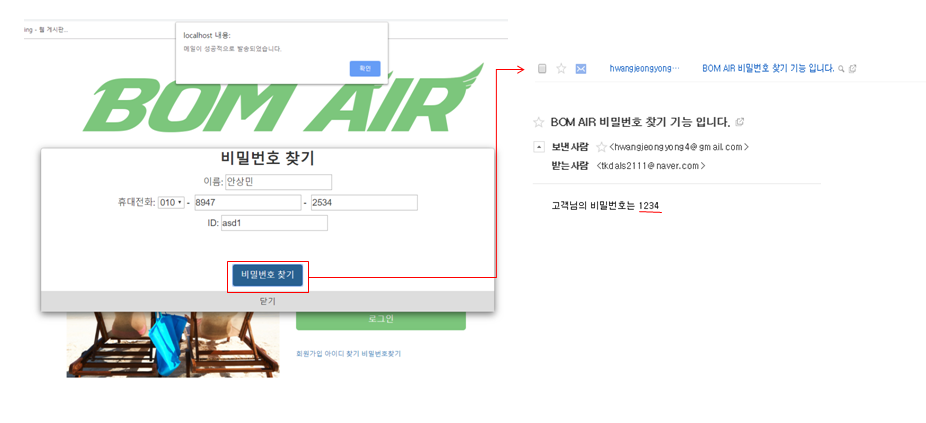 ing - 웹 게시판...
localhost 내용:
메일이 성공적으로 발송되었습니다.
확인
BOM AIR
비밀번호 찾기
이름: 안상민
휴대전화: 010 - 8947 - 2534
ID: asd1
비밀번호 찾기
닫기
로그인
회원가입 아이디 찾기 비밀번호찾기
hwangjeongyong··· BOM AIR 비밀번호 찾기 기능 입니다.
BOM AIR 비밀번호 찾기 기능 입니다.
보낸사람 <hwangjeongyong4@gmail.com>
받는사람 <tkdals2111@naver.com>
고객님의 비밀번호는 1234